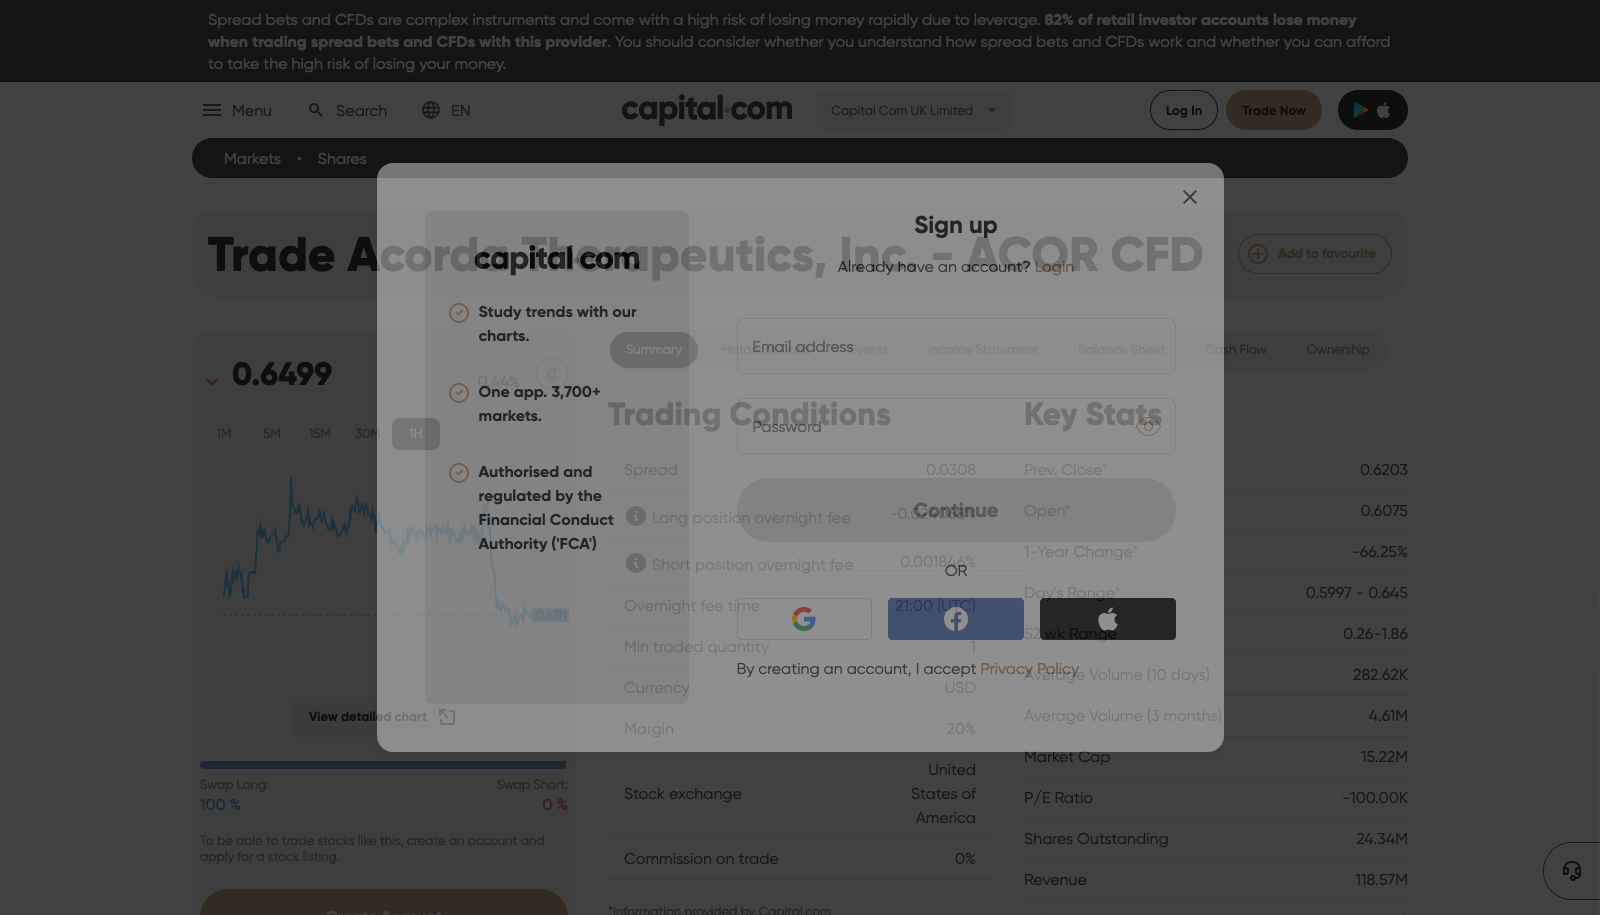 Spread bets and CFDs are complex instruments and come with a high risk of losing money rapidly due to leverage. 82% of retail investor accounts lose money
when trading spread bets and CFDs with this provider. You should consider whether you understand how spread bets and CFDs work and whether you can afford
to take the high risk of losing your money.
Menu
Search
EN
capital.com
Capital Com UK Limited
Log In
Trade Now
Markets • Shares
Trade Acorda Therapeutics, Inc. - ACOR CFD
Add to favourite
Sign up
Already have an account? Login
capital.com
Study trends with our
charts.
One app. 3,700+
markets.
Authorised and
regulated by the
Financial Conduct
Authority ('FCA')
Email address
Password
Continue
OR
By creating an account, I accept Privacy Policy
0.6499
0.44%
1M
5M
15M
30M
1H
0.6191
View detailed chart
Swap Long:
Swap Short:
100 %
0 %
To be able to trade stocks like this, create an account and
apply for a stock listing.
Create Account
Summary
Events
Income Statement
Balance Sheet
Cash Flow
Ownership
Trading Conditions
Spread 0.0308
Long position overnight fee
Short position overnight fee 0.001846%
Overnight fee time 21:00 (UTC)
Min traded quantity 1
Currency USD
Margin 20%
Stock exchange United
States of
America
Commission on trade 0%
*Information provided by Capital.com
Key Stats
Prev. Close* 0.6203
Open* 0.6075
1-Year Change* -66.25%
Day's Range* 0.5997 - 0.645
52 wk Range 0.26-1.86
Average Volume (10 days) 282.62K
Average Volume (3 months) 4.61M
Market Cap 15.22M
P/E Ratio -100.00K
Shares Outstanding 24.34M
Revenue 118.57M